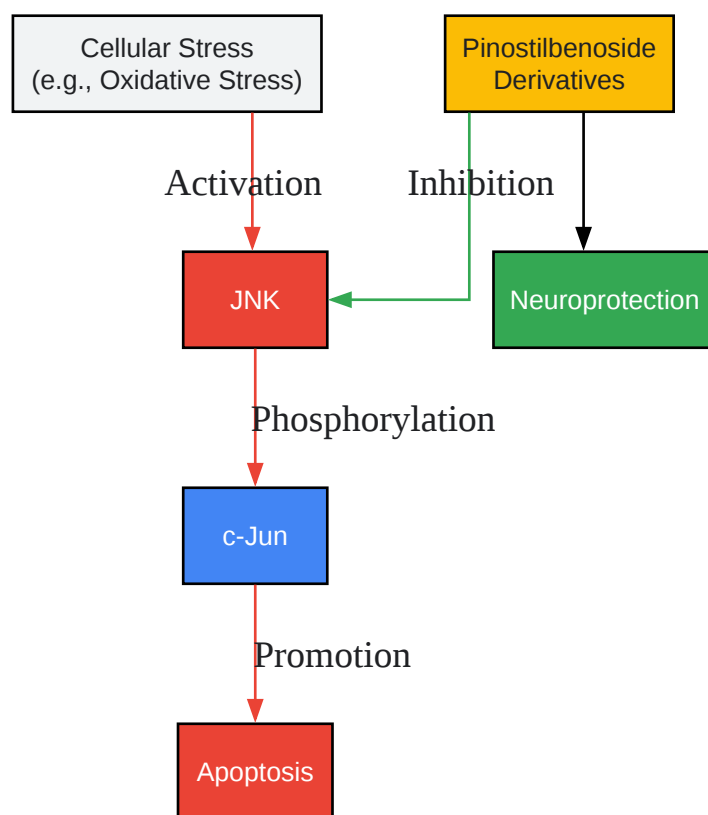 Cellular Stress
(e.g., Oxidative Stress)
Pinostilbenoside
Derivatives
Activation
Inhibition
JNK
Neuroprotection
Phosphorylation
c-Jun
Promotion
Apoptosis